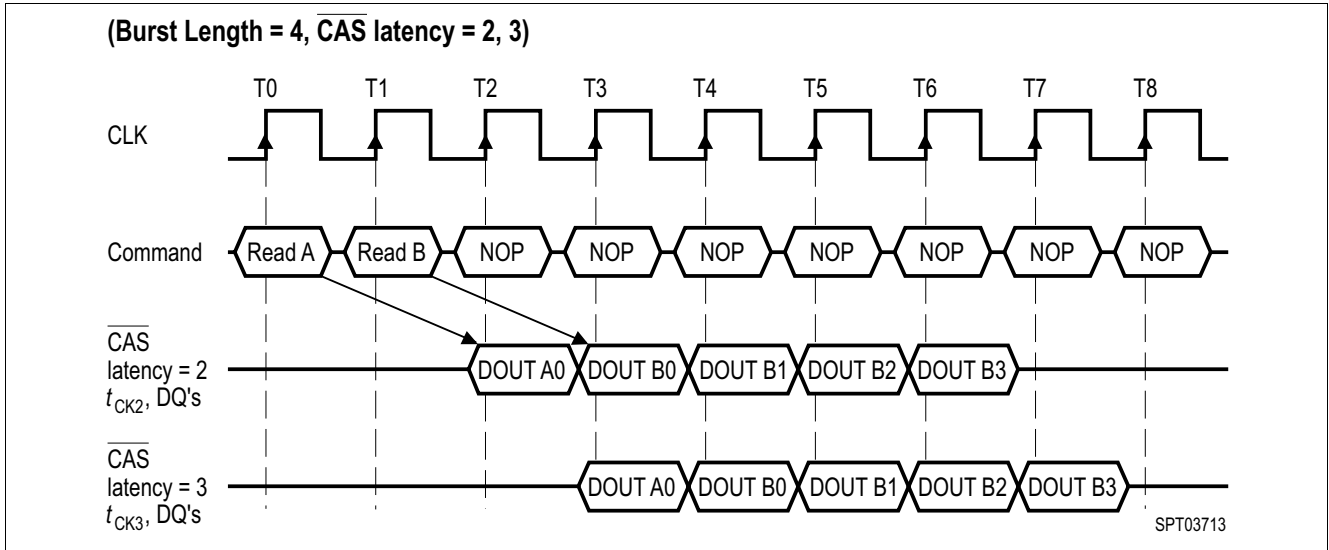 (Burst Length = 4, CAS latency = 2, 3)
T0 T1 T2 T3 T4 T5 T6 T7 T8
CLK
Command Read A Read B NOP NOP NOP NOP NOP NOP NOP
CAS
latency = 2
tCK2, DQ's
DOUT A0 DOUT B0 DOUT B1 DOUT B2 DOUT B3
CAS
latency = 3
tCK3, DQ's
DOUT A0 DOUT B0 DOUT B1 DOUT B2 DOUT B3
SPT03713